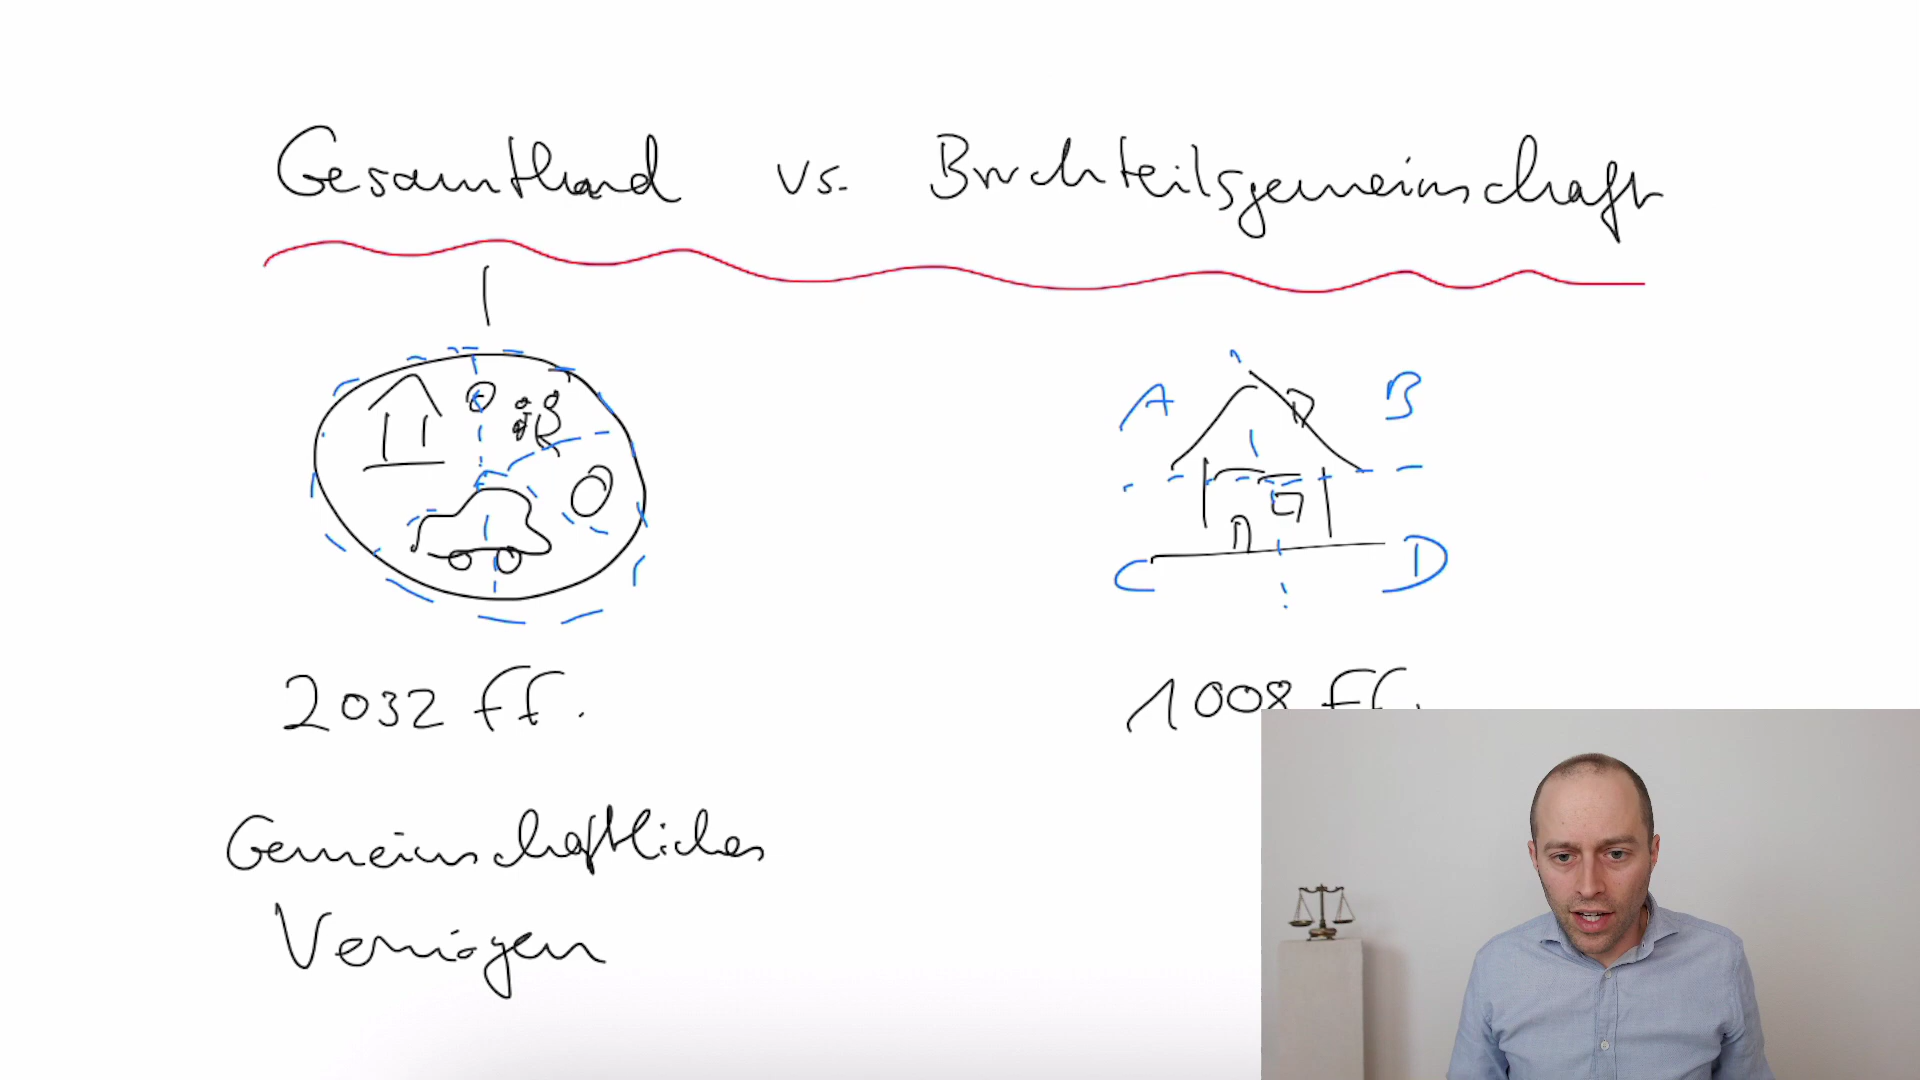 Gesamthand vs. Bruchteilsgemeinschaft
A B
C D
2032 ff. 1008 ff.
Gemeinschaftliches
Vermögen